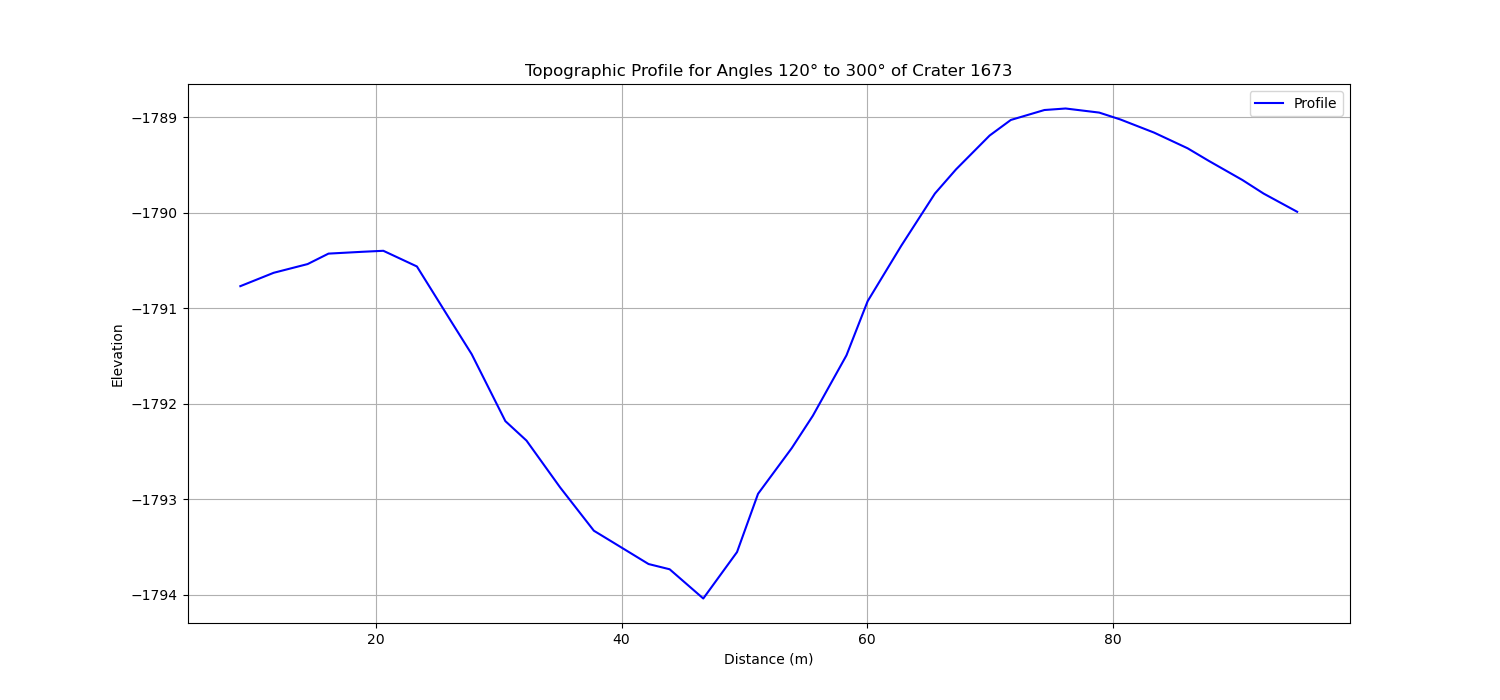 Topographic Profile for Angles 120° to 300° of Crater 1673
Profile
−1789
−1790
−1791
−1792
−1793
−1794
Elevation
20
40
60
80
Distance (m)